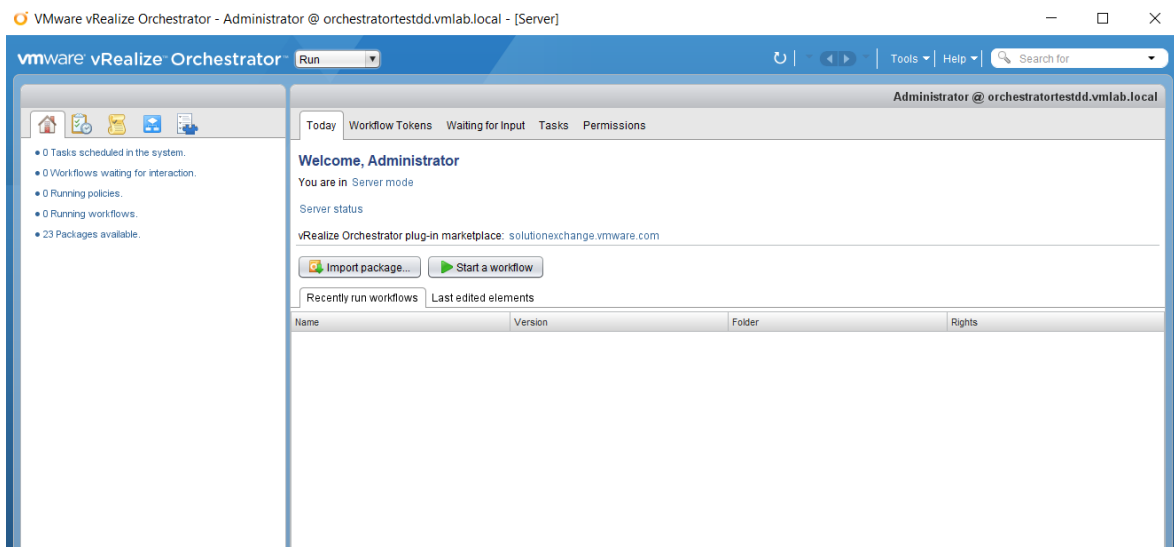 VMware vRealize Orchestrator - Administrator @ orchestratortestdd.vmlab.local - [Server]
vmware vRealize Orchestrator Run Tools Help Search for
Administrator @ orchestratortestdd.vmlab.local
• 0 Tasks scheduled in the system.
• 0 Workflows waiting for interaction.
• 0 Running policies.
• 0 Running workflows.
• 23 Packages available.
Today Workflow Tokens Waiting for Input Tasks Permissions
Welcome, Administrator
You are in Server mode
Server status
vRealize Orchestrator plug-in marketplace: solutionexchange.vmware.com
Import package... Start a workflow
Recently run workflows Last edited elements
Name Version Folder Rights